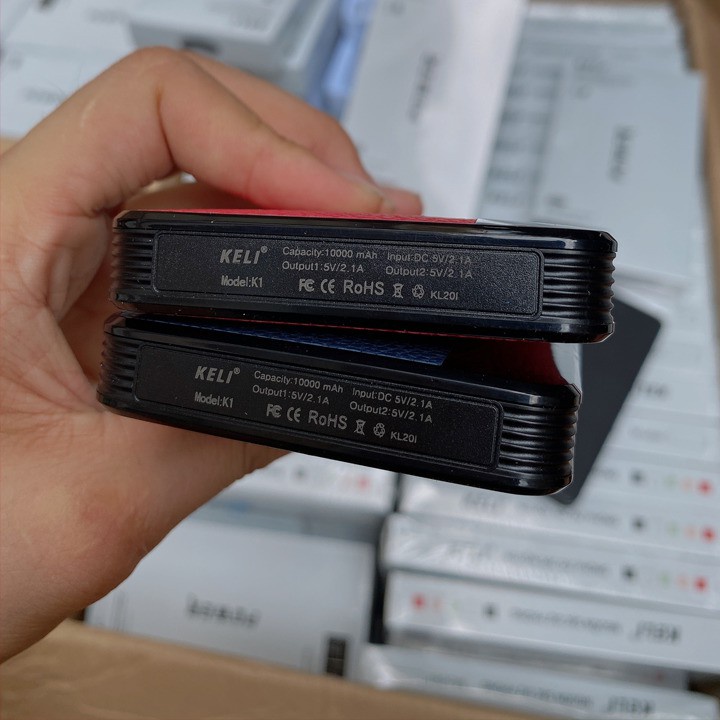 KELI®
Capacity:10000 mAh Input:DC 5V/2.1A
Output1:5V/2.1A Output2:5V/2.1A
Model:K1
FC CE RoHS KL20I
KELI®
Capacity:10000 mAh Input:DC 5V/2.1A
Output1:5V/2.1A Output2:5V/2.1A
Model:K1
FC CE RoHS KL20I